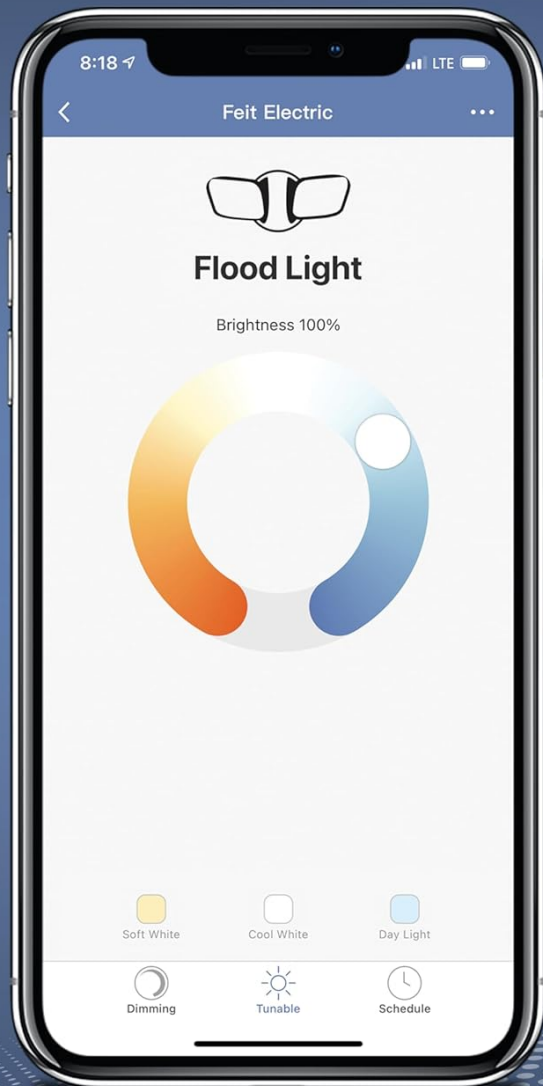 8:18
LTE
Feit Electric
Flood Light
Brightness 100%
Soft White
Cool White
Day Light
Dimming
Tunable
Schedule